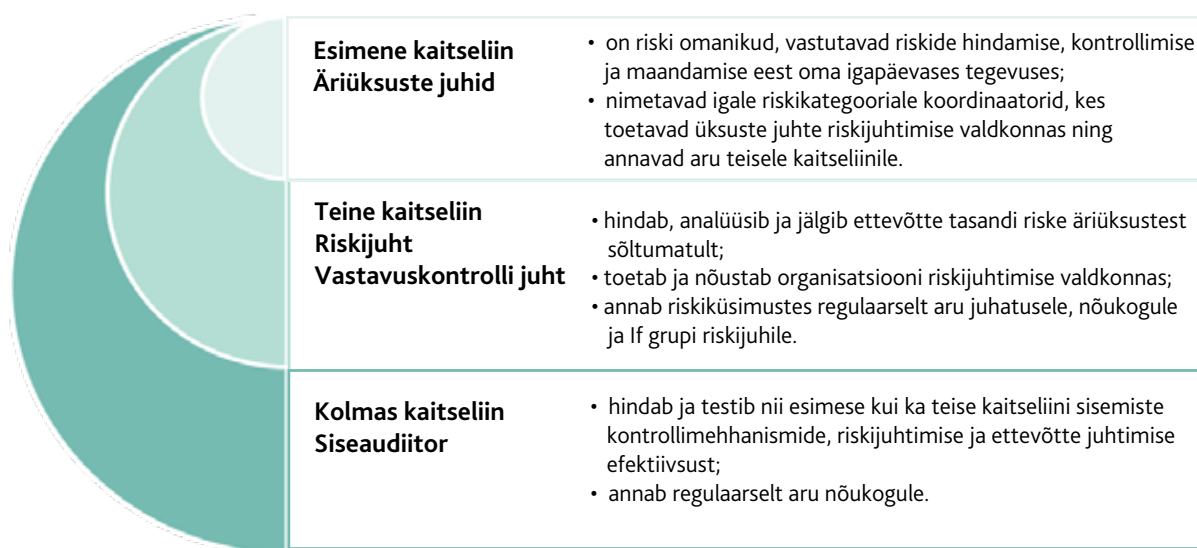 Esimene kaitseliin
Äriüksuste juhid
• on riski omanikud, vastutavad riskide hindamise, kontrollimise
ja maandamise eest oma igapäevases tegevuses;
• nimetavad igale riskikategooriale koordinaatorid, kes
toetavad üksuste juhte riskijuhtimise valdkonnas ning
annavad aru teisele kaitseliinile.
Teine kaitseliin
Riskijuht
Vastavuskontrolli juht
• hindab, analüüsib ja jälgib ettevõtte tasandi riske äriüksustest
sõltumatult;
• toetab ja nõustab organisatsiooni riskijuhtimise valdkonnas;
• annab riskiküsimustes regulaarselt aru juhatusele, nõukogule
ja If grupi riskijuhile.
Kolmas kaitseliin
Siseaudiitor
• hindab ja testib nii esimese kui ka teise kaitseliini sisemiste
kontrollimehhanismide, riskijuhtimise ja ettevõtte juhtimise
efektiivsust;
• annab regulaarselt aru nõukogule.